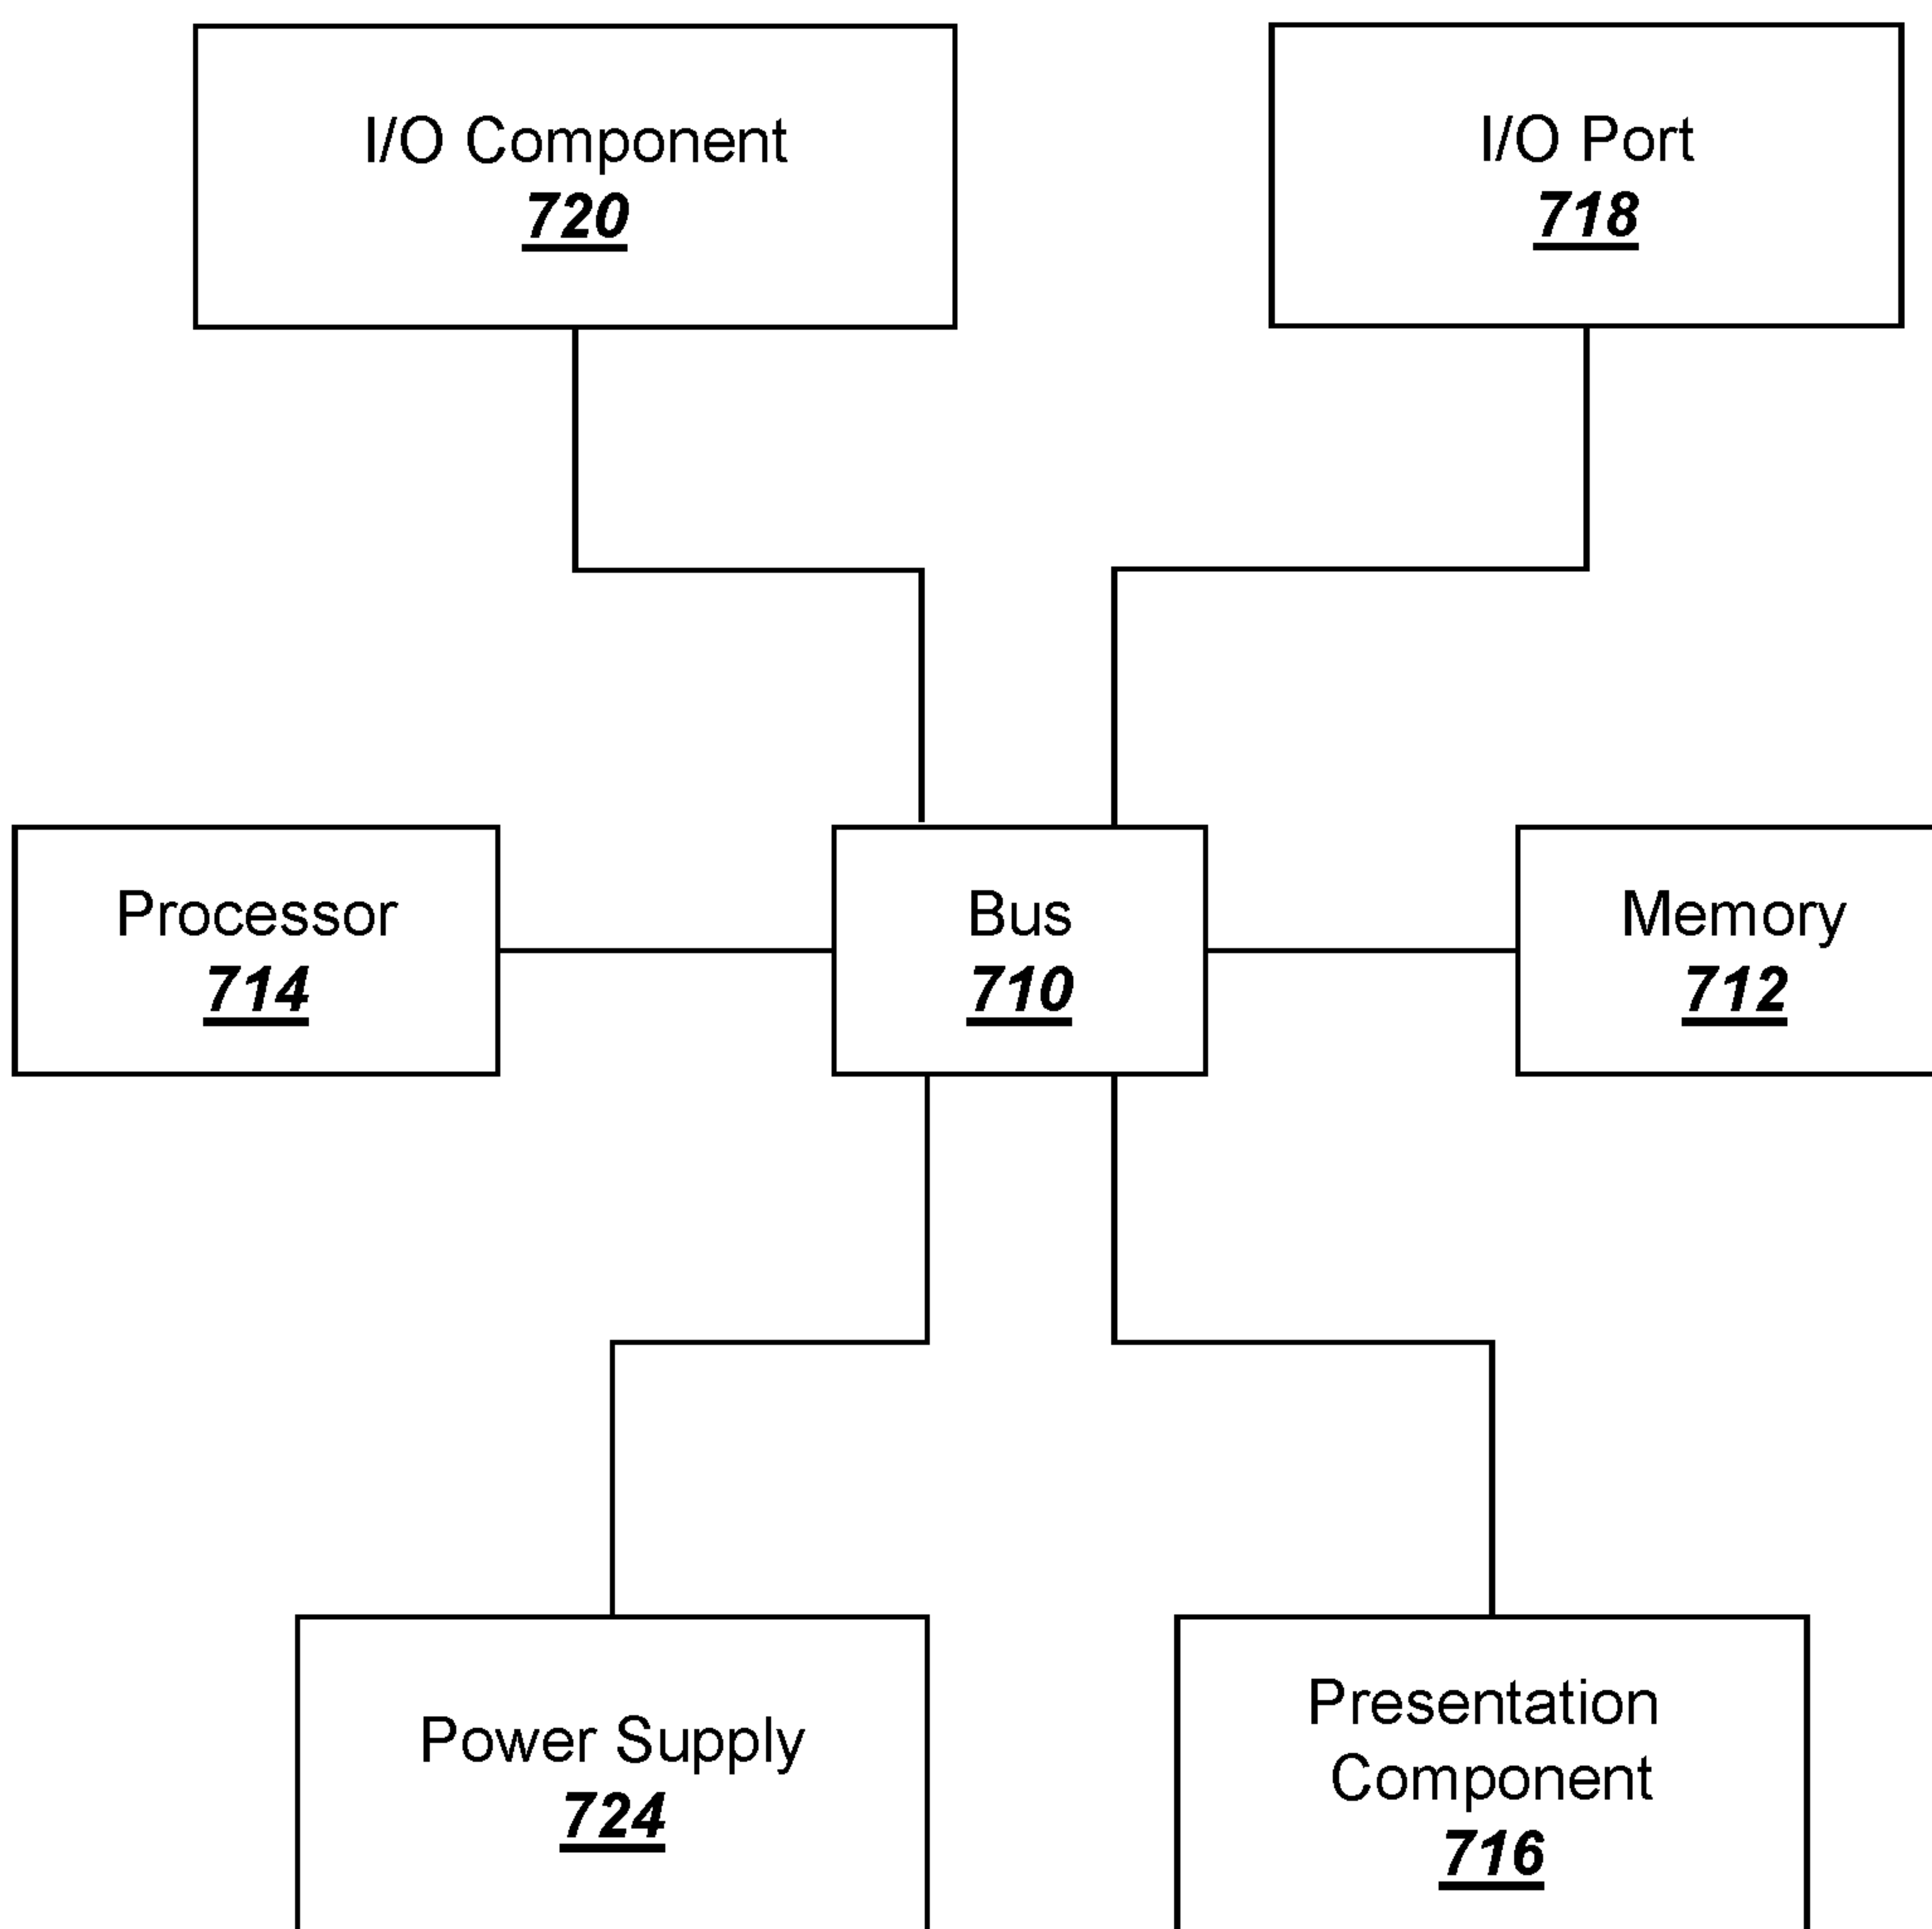 I/O Component
720
I/O Port
718
Processor
714
Bus
710
Memory
712
Power Supply
724
Presentation
Component
716